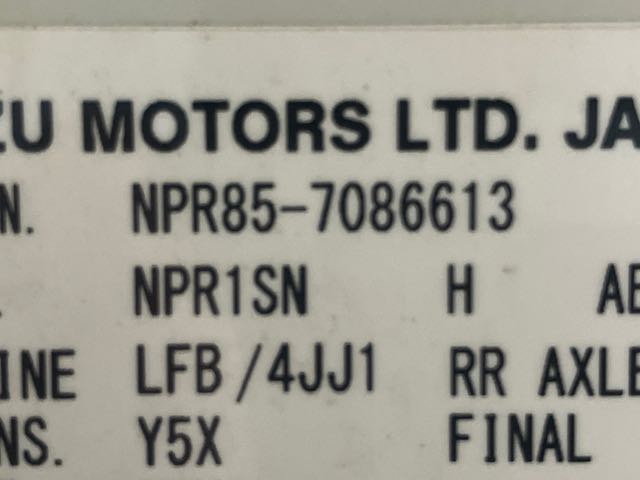 ZU MOTORS LTD. JA
N. NPR85-7086613
NPR1SN H AB
INE LFB/4JJ1 RR AXLE
NS. Y5X FINAL